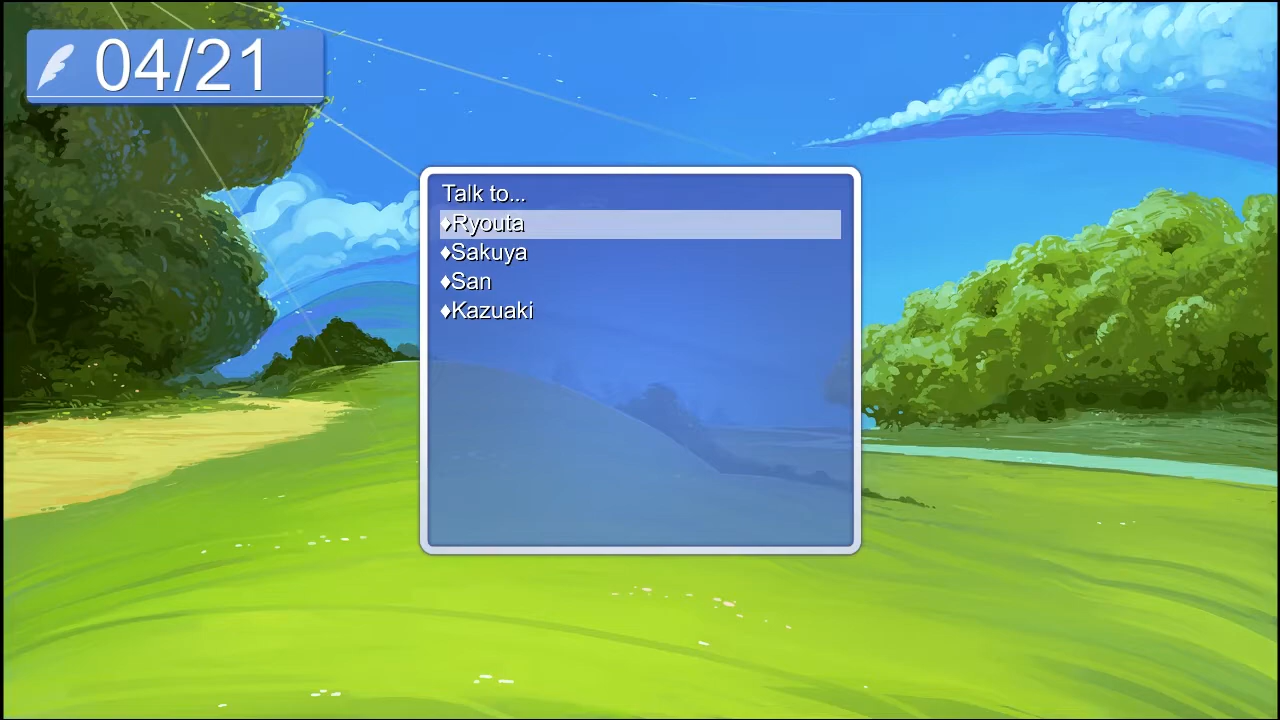 04/21
Talk to...
♦Ryouta
♦Sakuya
♦San
♦Kazuaki